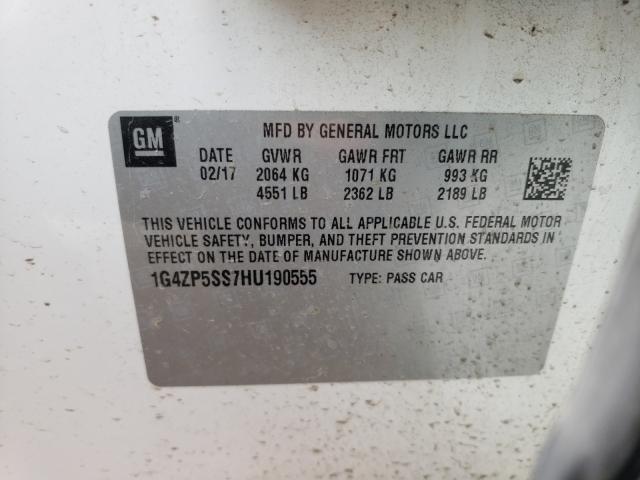 GM
®
MFD BY GENERAL MOTORS LLC
DATE GVWR GAWR FRT GAWR RR
02/17 2064 KG 1071 KG 993 KG
4551 LB 2362 LB 2189 LB
THIS VEHICLE CONFORMS TO ALL APPLICABLE U.S. FEDERAL MOTOR
VEHICLE SAFETY, BUMPER, AND THEFT PREVENTION STANDARDS IN
EFFECT ON THE DATE OF MANUFACTURE SHOWN ABOVE.
1G4ZP5SS7HU190555 TYPE: PASS CAR